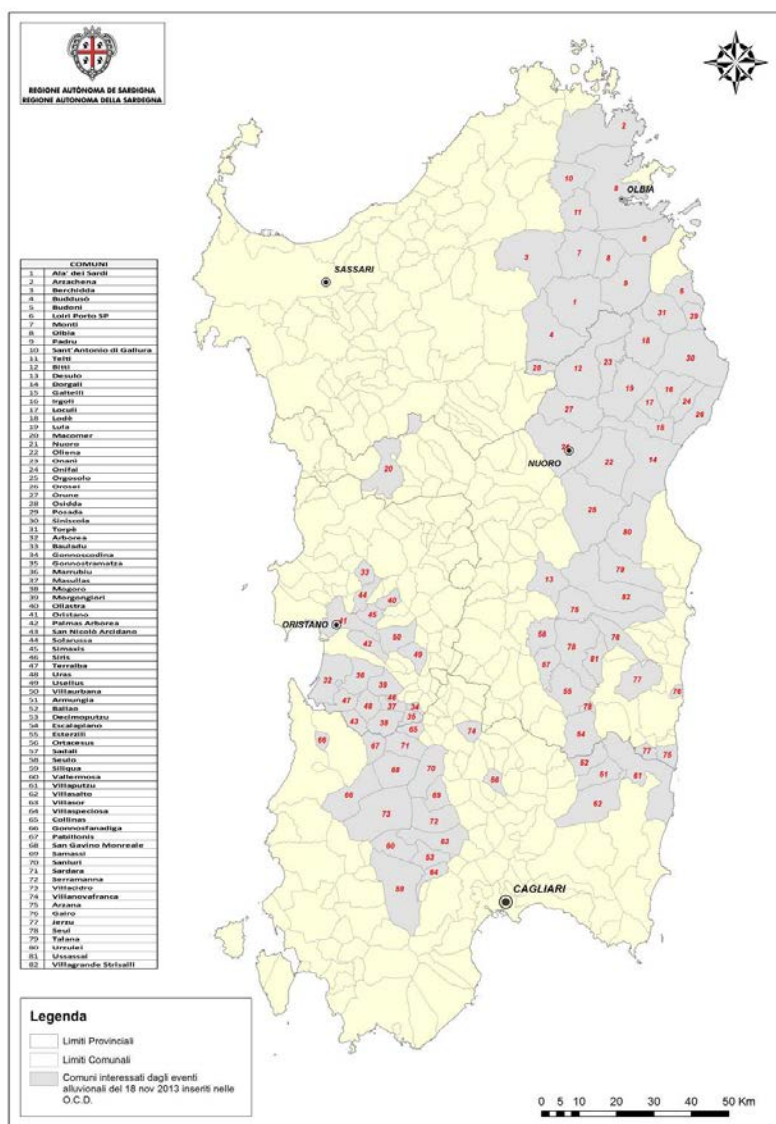 REGIONE AUTÒNOMA DE SARDIGNA
REGIONE AUTONOMA DELLA SARDEGNA
COMUNI
1 Ala' dei Sardi
2 Arzachena
3 Berchidda
4 Buddusò
5 Budoni
6 Loiri Porto SP
7 Monti
8 Olbia
9 Padru
10 Sant'Antonio di Gallura
11 Telti
12 Bitti
13 Desulo
14 Dorgali
15 Galtelli
16 Irgoli
17 Loculi
18 Lodè
19 Lula
20 Macomer
21 Nuoro
22 Oliena
23 Onanì
24 Onifai
25 Orgosolo
26 Orosei
27 Orune
28 Osidda
29 Posada
30 Siniscola
31 Torpè
32 Arborea
33 Bauladu
34 Gonnoscodina
35 Gonnostramatza
36 Marrubiu
37 Masullas
38 Mogoro
39 Morgongiori
40 Ollastra
41 Oristano
42 Palmas Arborea
43 San Nicolò Arcidano
44 Solarussa
45 Simaxis
46 Siris
47 Terralba
48 Uras
49 Usellus
50 Villaurbana
51 Armungia
52 Ballao
53 Decimoputzu
54 Escalaplano
55 Esterzili
56 Ortacesus
57 Sadali
58 Seulo
59 Siliqua
60 Vallermosa
61 Villaputzu
62 Villasalto
63 Villasor
64 Villaspeciosa
65 Collinas
66 Gonnosfanadiga
67 Pabillonis
68 San Gavino Monreale
69 Samassi
70 Sanluri
71 Sardara
72 Serramanna
73 Villacidro
74 Villanovafranca
75 Arzana
76 Gairo
77 Jerzu
78 Seui
79 Talana
80 Urzulei
81 Ussassai
82 Villagrande Strisaili
SASSARI
OLBIA
NUORO
ORISTANO
CAGLIARI
Legenda
Limiti Provinciali
Limiti Comunali
Comuni interessati dagli eventi
alluvionali del 18 nov 2013 inseriti nelle
O.C.D.
0 5 10 20 30 40 50 Km